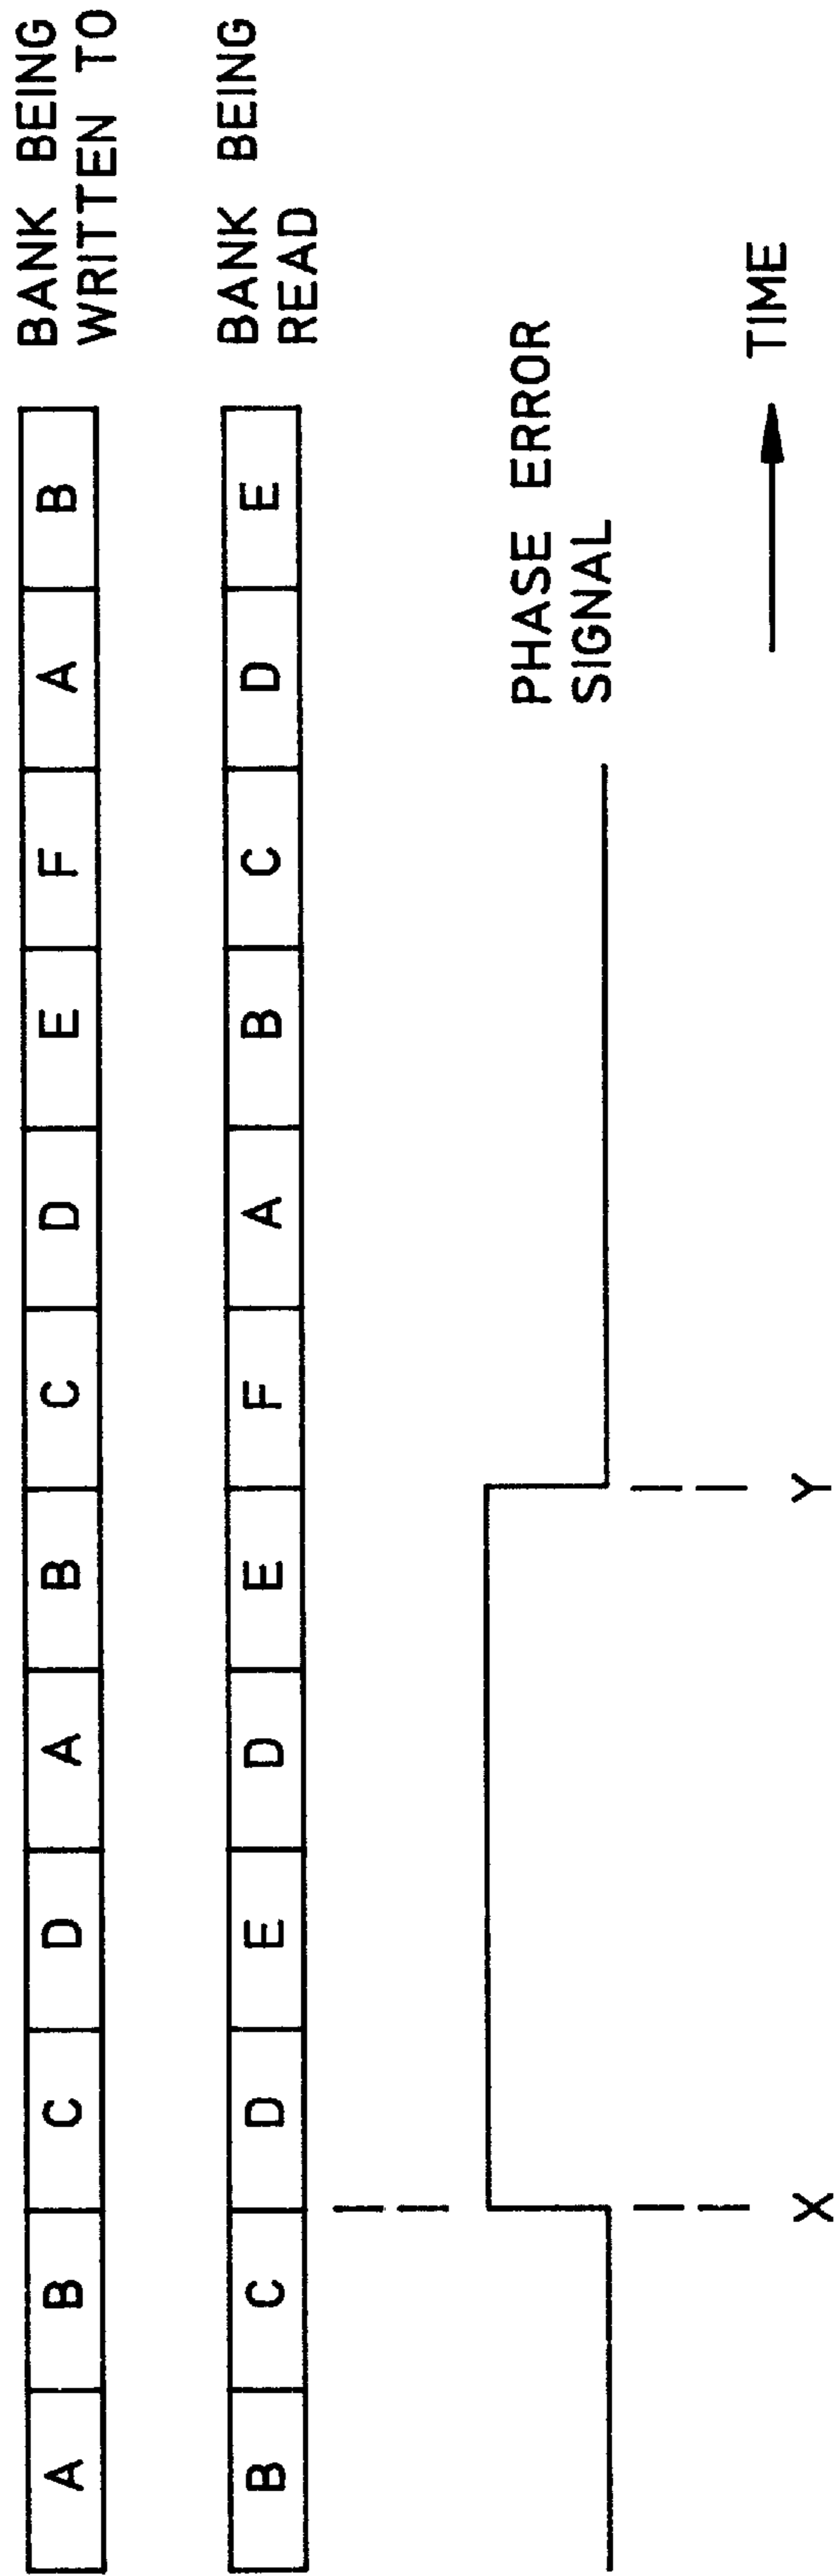 A B C D A B C D E F A B
BANK BEING
WRITTEN TO
B C D E D E F A B C D E
BANK BEING
READ
PHASE ERROR
SIGNAL
X
Y
TIME